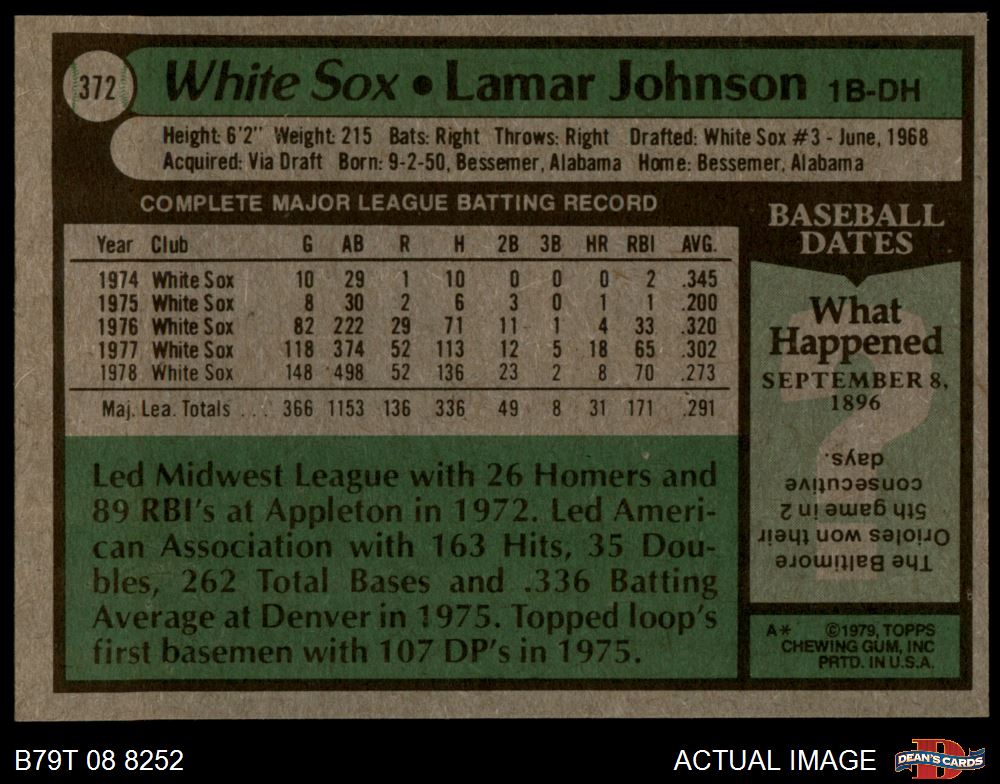 372
White Sox • Lamar Johnson 1B-DH
Height: 6'2" Weight: 215 Bats: Right Throws: Right Drafted: White Sox #3 - June, 1968
Acquired: Via Draft Born: 9-2-50, Bessemer, Alabama Home: Bessemer, Alabama
COMPLETE MAJOR LEAGUE BATTING RECORD
Year Club G AB R H 2B 3B HR RBI AVG.
1974 White Sox 10 29 1 10 0 0 0 2 .345
1975 White Sox 8 30 2 6 3 0 1 1 .200
1976 White Sox 82 222 29 71 11 1 4 33 .320
1977 White Sox 118 374 52 113 12 5 18 65 .302
1978 White Sox 148 498 52 136 23 2 8 70 .273
Maj. Lea. Totals ... 366 1153 136 336 49 8 31 171 .291
Led Midwest League with 26 Homers and
89 RBI's at Appleton in 1972. Led Ameri-
can Association with 163 Hits, 35 Dou-
bles, 262 Total Bases and .336 Batting
Average at Denver in 1975. Topped loop's
first basemen with 107 DP's in 1975.
BASEBALL
DATES
What
Happened
SEPTEMBER 8,
1896
The Baltimore
Orioles won their
5th game in 2
consecutive
days.
A* ©1979, TOPPS
CHEWING GUM, INC
PRTD. IN U.S.A.
B79T 08 8252
ACTUAL IMAGE
D
DEAN'S CARDS